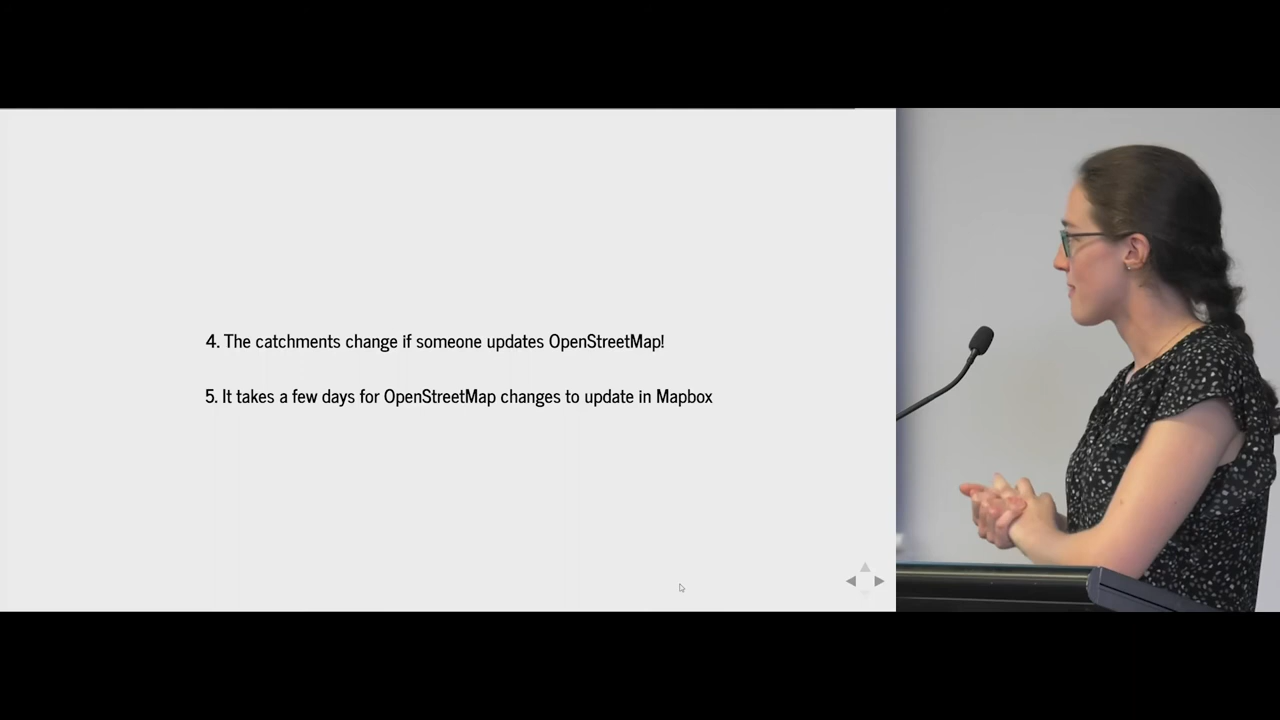 4. The catchments change if someone updates OpenStreetMap!
5. It takes a few days for OpenStreetMap changes to update in Mapbox